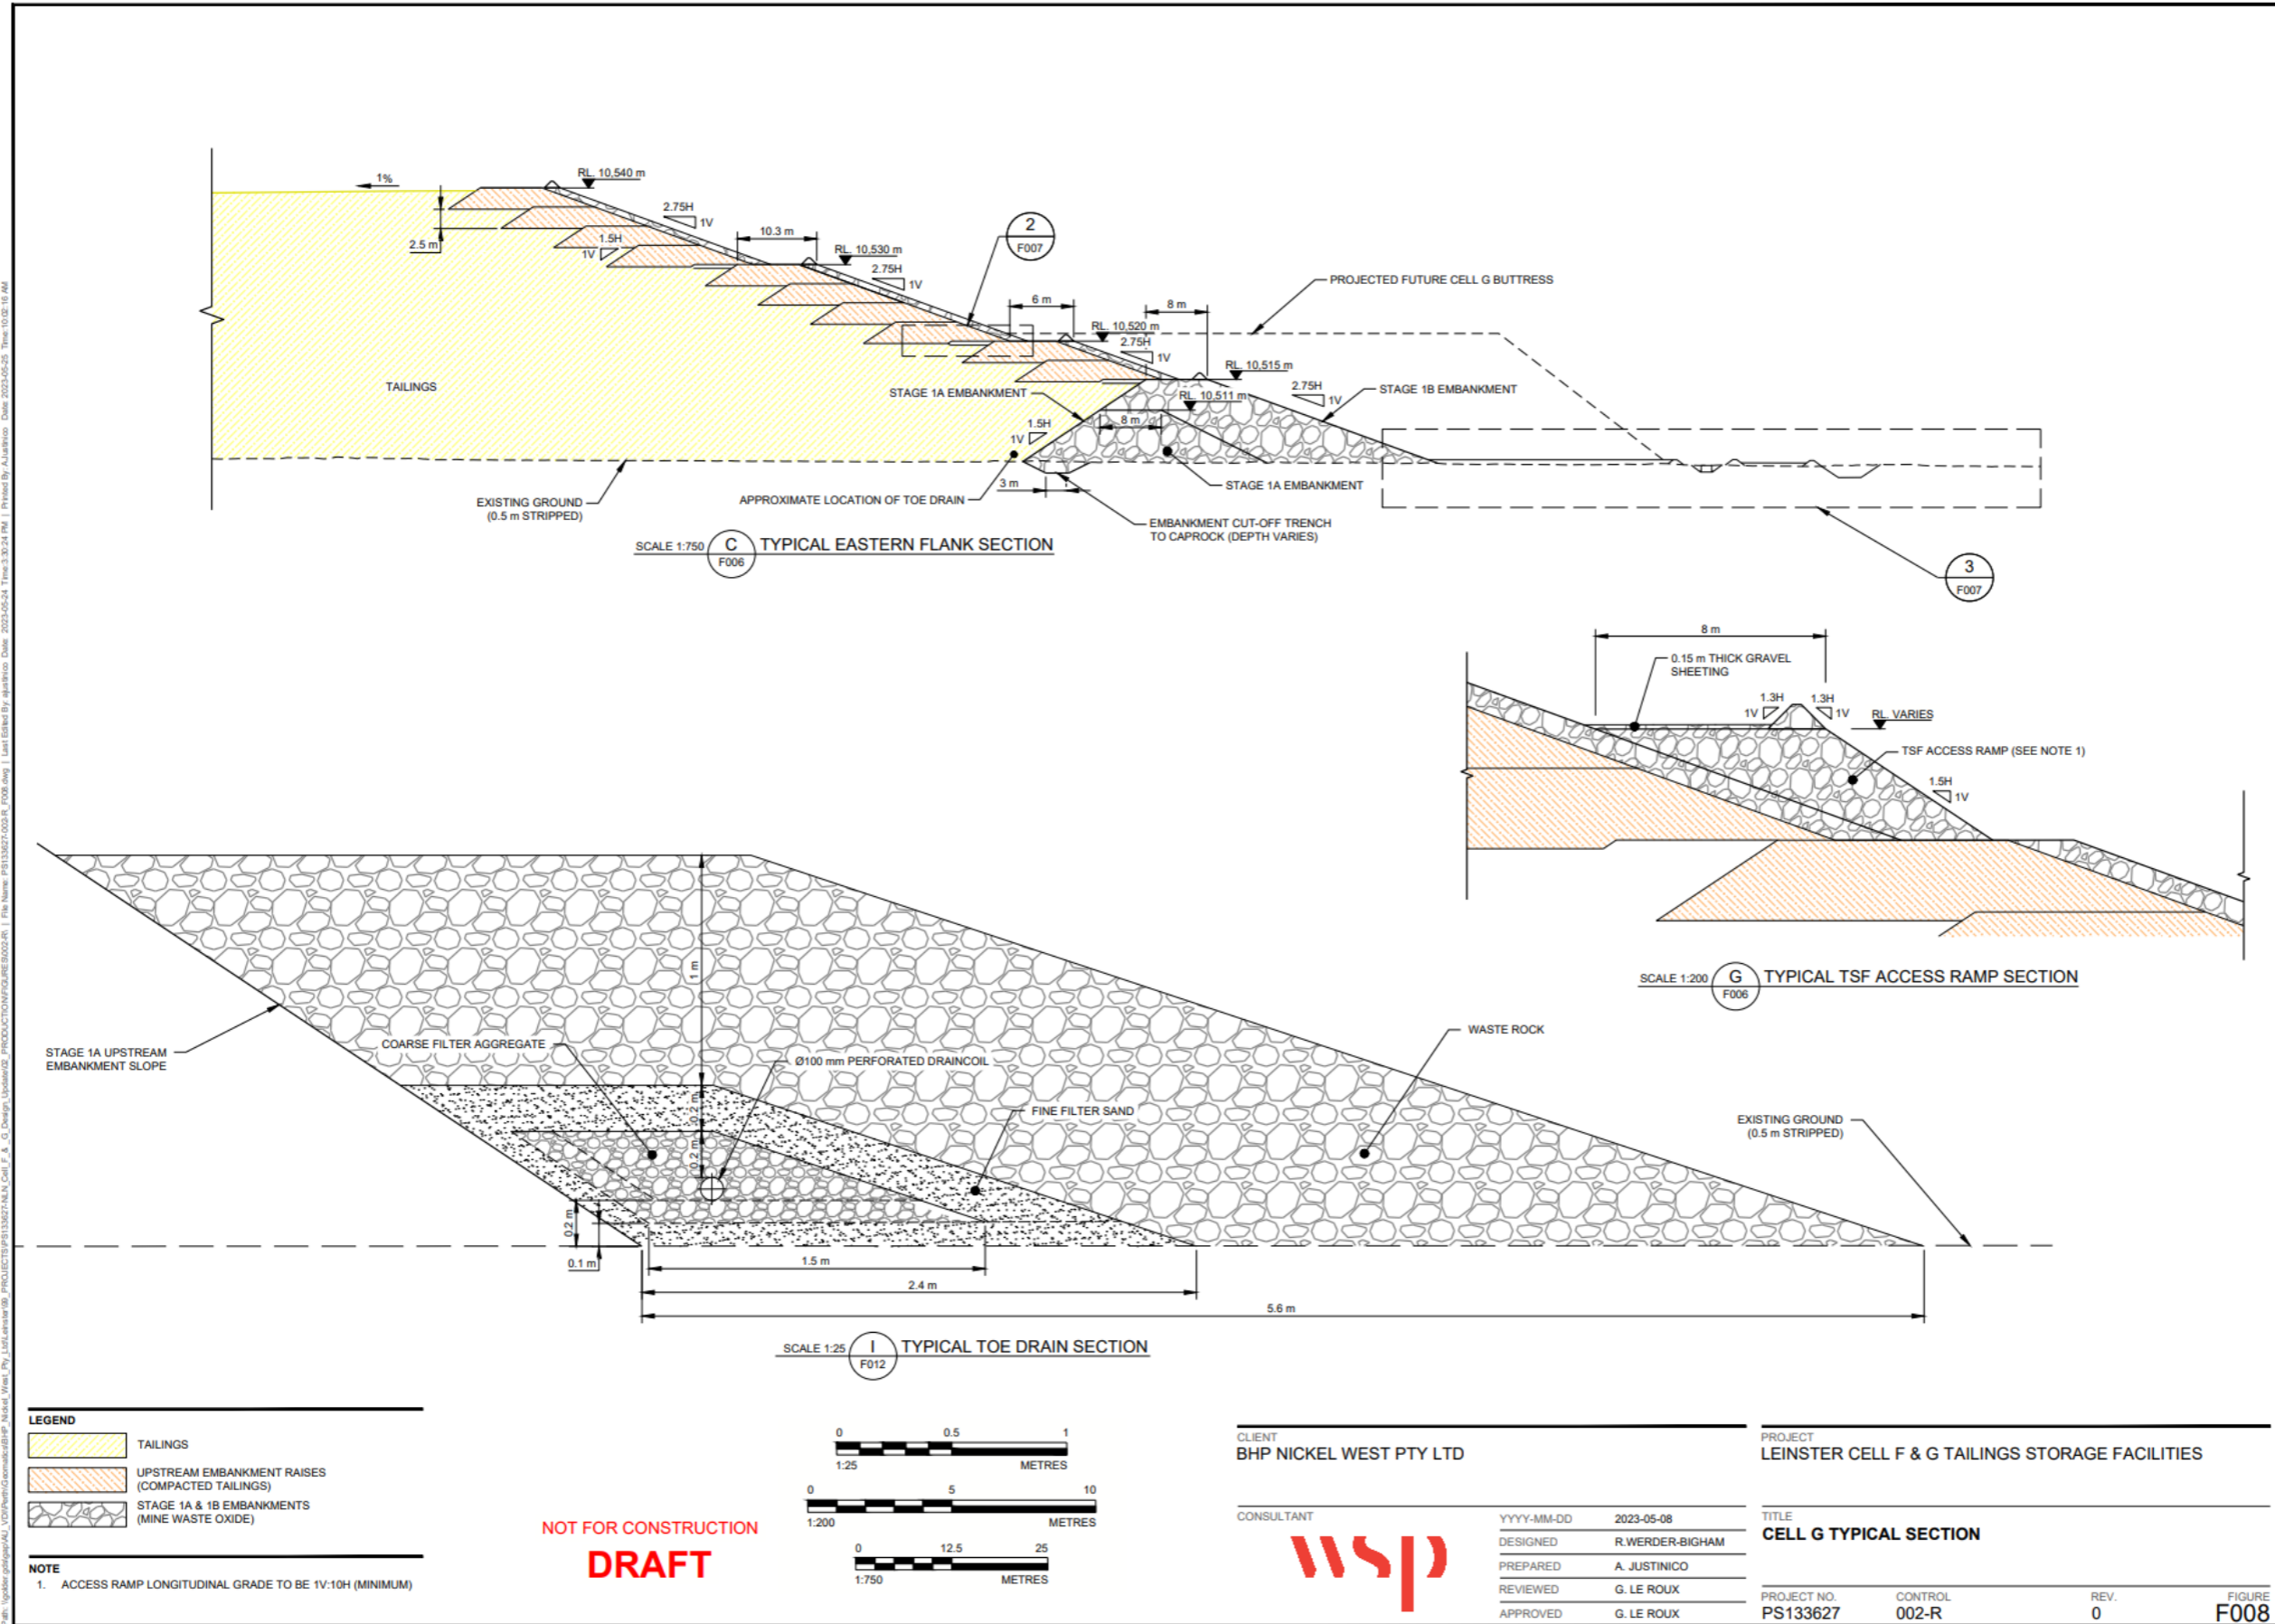 1%
RL. 10,540 m
2.75H
1V
2.5 m
1.5H
1V
10.3 m
RL. 10,530 m
2.75H
1V
2
F007
6 m
8 m
PROJECTED FUTURE CELL G BUTTRESS
RL. 10,520 m
2.75H
1V
RL. 10,515 m
2.75H
1V
TAILINGS
STAGE 1A EMBANKMENT
RL. 10,511 m
STAGE 1B EMBANKMENT
8 m
1.5H
1V
EXISTING GROUND
(0.5 m STRIPPED)
APPROXIMATE LOCATION OF TOE DRAIN
3 m
STAGE 1A EMBANKMENT
EMBANKMENT CUT-OFF TRENCH
TO CAPROCK (DEPTH VARIES)
SCALE 1:750
C
F006
TYPICAL EASTERN FLANK SECTION
3
F007
8 m
0.15 m THICK GRAVEL
SHEETING
1.3H
1V
1.3H
1V
RL. VARIES
TSF ACCESS RAMP (SEE NOTE 1)
1.5H
1V
SCALE 1:200
G
F006
TYPICAL TSF ACCESS RAMP SECTION
1 m
STAGE 1A UPSTREAM
EMBANKMENT SLOPE
COARSE FILTER AGGREGATE
Ø100 mm PERFORATED DRAINCOIL
WASTE ROCK
0.2 m
FINE FILTER SAND
0.2 m
EXISTING GROUND
(0.5 m STRIPPED)
0.2 m
0.1 m
1.5 m
2.4 m
5.6 m
SCALE 1:25
I
F012
TYPICAL TOE DRAIN SECTION
LEGEND
TAILINGS
UPSTREAM EMBANKMENT RAISES
(COMPACTED TAILINGS)
STAGE 1A & 1B EMBANKMENTS
(MINE WASTE OXIDE)
NOTE
1. ACCESS RAMP LONGITUDINAL GRADE TO BE 1V:10H (MINIMUM)
NOT FOR CONSTRUCTION
DRAFT
0 0.5 1
1:25 METRES
0 5 10
1:200 METRES
0 12.5 25
1:750 METRES
CLIENT
BHP NICKEL WEST PTY LTD
PROJECT
LEINSTER CELL F & G TAILINGS STORAGE FACILITIES
CONSULTANT
wsp
YYYY-MM-DD 2023-05-08
DESIGNED R.WERDER-BIGHAM
PREPARED A. JUSTINICO
REVIEWED G. LE ROUX
APPROVED G. LE ROUX
TITLE
CELL G TYPICAL SECTION
PROJECT NO. CONTROL REV. FIGURE
PS133627 002-R 0 F008